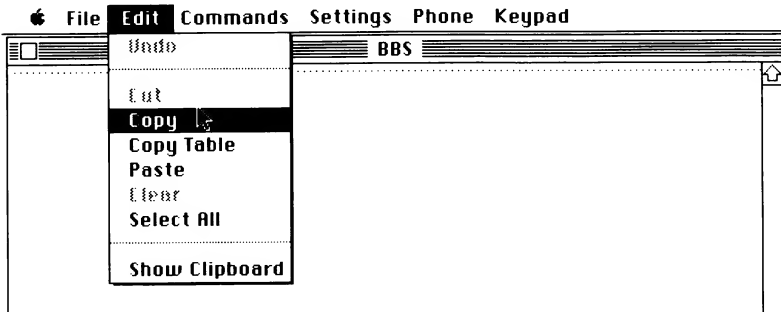 File Edit Commands Settings Phone Keypad
BBS
Undo
Cut
Copy
Copy Table
Paste
Clear
Select All
Show Clipboard